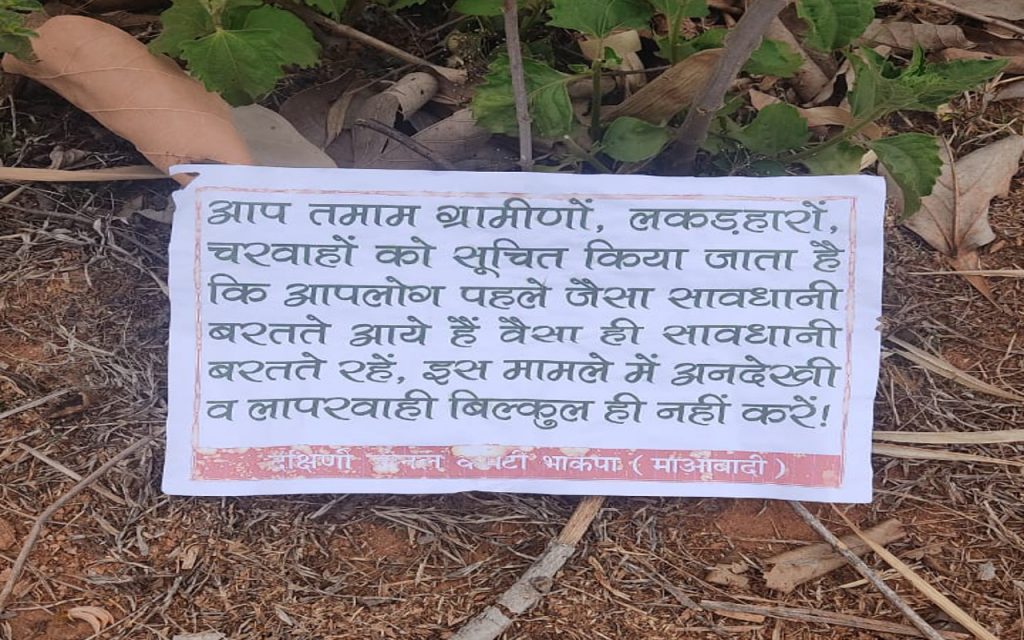 आप तमाम ग्रामीणों, लकड़हारों,
चरवाहों को सूचित किया जाता है
कि आपलोग पहले जैसा सावधानी
बरतते आये हैं वैसा ही सावधानी
बरतते रहें, इस मामले में अनदेखी
व लापरवाही बिल्कुल ही नहीं करें!
दक्षिणी भाकपा ( माओवादी )